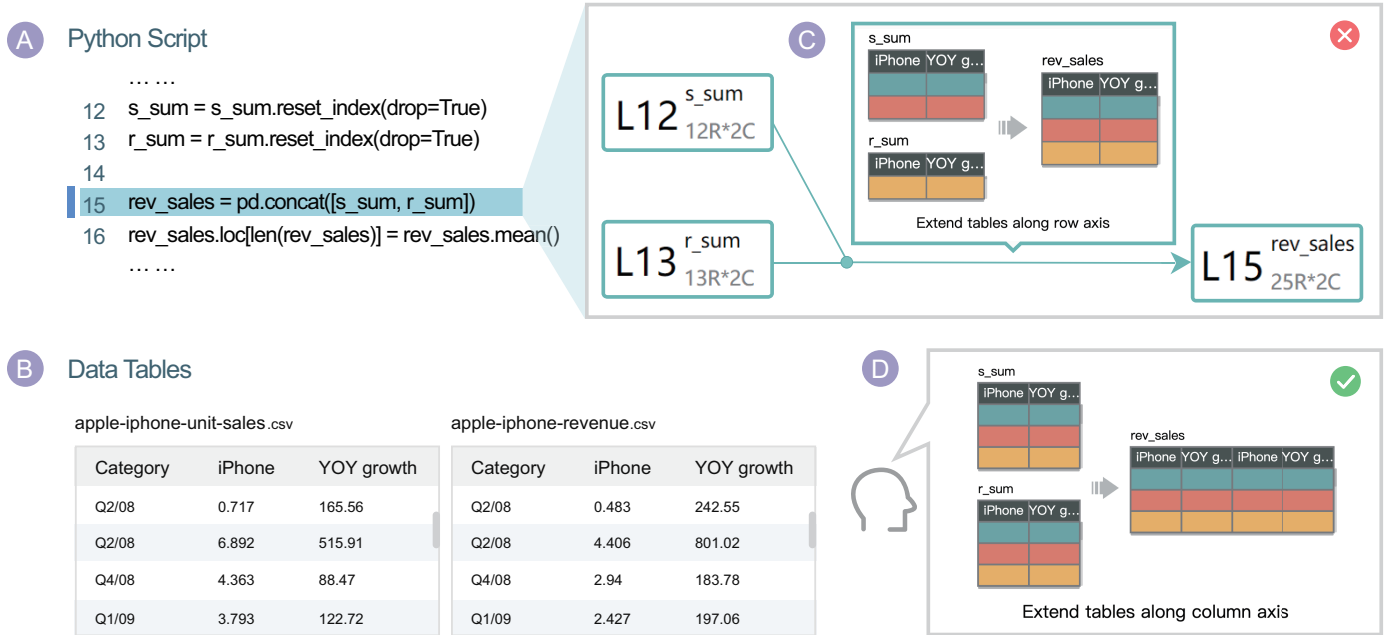 A
Python Script
... ...
12 s_sum = s_sum.reset_index(drop=True)
13 r_sum = r_sum.reset_index(drop=True)
14
15 rev_sales = pd.concat([s_sum, r_sum])
16 rev_sales.loc[len(rev_sales)] = rev_sales.mean()
... ...
C
L12 s_sum
12R*2C
L13 r_sum
13R*2C
s_sum
iPhone YOY g...
r_sum
iPhone YOY g...
rev_sales
iPhone YOY g...
Extend tables along row axis
L15 rev_sales
25R*2C
B
Data Tables
apple-iphone-unit-sales.csv
Category iPhone YOY growth
Q2/08 0.717 165.56
Q2/08 6.892 515.91
Q4/08 4.363 88.47
Q1/09 3.793 122.72
apple-iphone-revenue.csv
Category iPhone YOY growth
Q2/08 0.483 242.55
Q2/08 4.406 801.02
Q4/08 2.94 183.78
Q1/09 2.427 197.06
D
s_sum
iPhone YOY g...
r_sum
iPhone YOY g...
rev_sales
iPhone YOY g... iPhone YOY g...
Extend tables along column axis